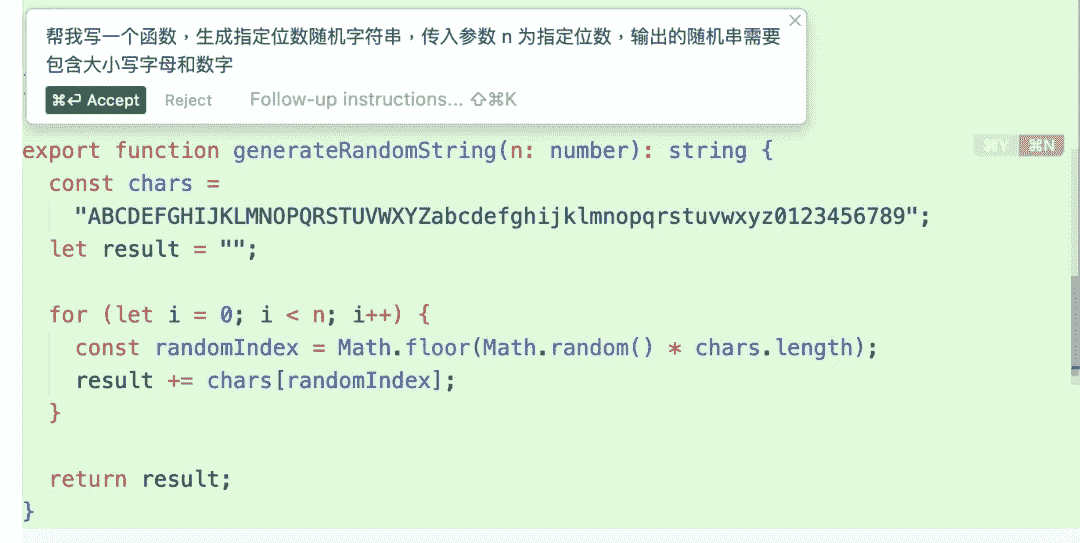 帮我写一个函数，生成指定位数随机字符串，传入参数 n 为指定位数，输出的随机串需要
包含大小写字母和数字
⌘⏎ Accept Reject Follow-up instructions... ⇧⌘K
export function generateRandomString(n: number): string {
⌘Y ⌘N
const chars =
"ABCDEFGHIJKLMNOPQRSTUVWXYZabcdefghijklmnopqrstuvwxyz0123456789";
let result = "";
for (let i = 0; i < n; i++) {
const randomIndex = Math.floor(Math.random() * chars.length);
result += chars[randomIndex];
}
return result;
}